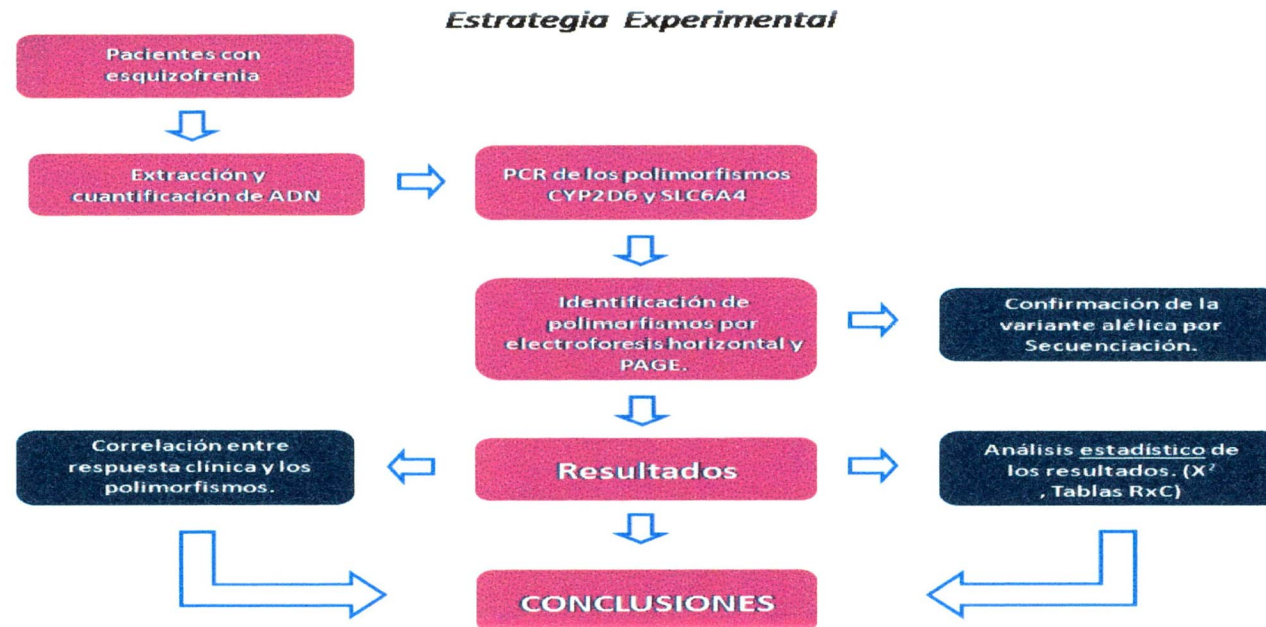 Estrategia Experimental
Pacientes con
esquizofrenia
Extracción y
cuantificación de ADN
PCR de los polimorfismos
CYP2D6 y SLC6A4
Identificación de
polimorfismos por
electroforesis horizontal y
PAGE.
Confirmación de la
variante alélica por
Secuenciación.
Correlación entre
respuesta clínica y los
polimorfismos.
Resultados
Análisis estadístico de
los resultados. (X²
, Tablas RxC)
CONCLUSIONES